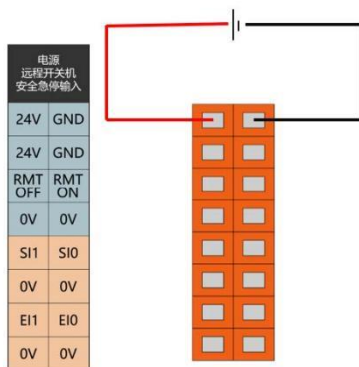 电源
远程开关机
安全急停输入
24V GND
24V GND
RMT OFF RMT ON
0V 0V
SI1 SI0
0V 0V
EI1 EI0
0V 0V